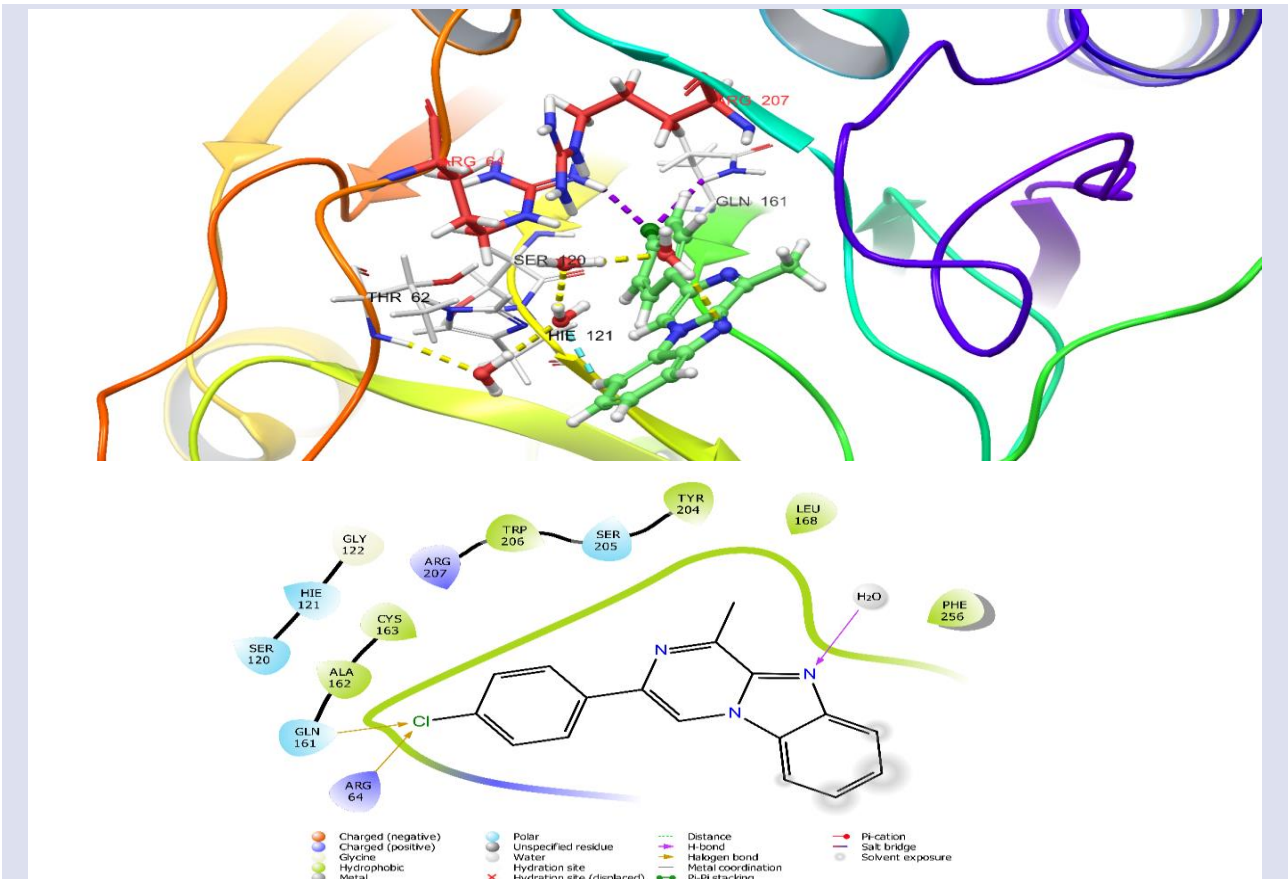 ARG 207
ARG 64
GLN 161
SER 120
THR 62
HIE 121
TYR
204
LEU
168
TRP
206
SER
205
GLY
122
ARG
207
HIE
121
H₂O
PHE
256
CYS
163
SER
120
ALA
162
N
N
N
Cl
GLN
161
ARG
64
Charged (negative)
Charged (positive)
Glycine
Hydrophobic
Metal
Polar
Unspecified residue
Water
Hydration site
Hydration site (displaced)
Distance
H-bond
Halogen bond
Metal coordination
Pi-Pi stacking
Pi-cation
Salt bridge
Solvent exposure